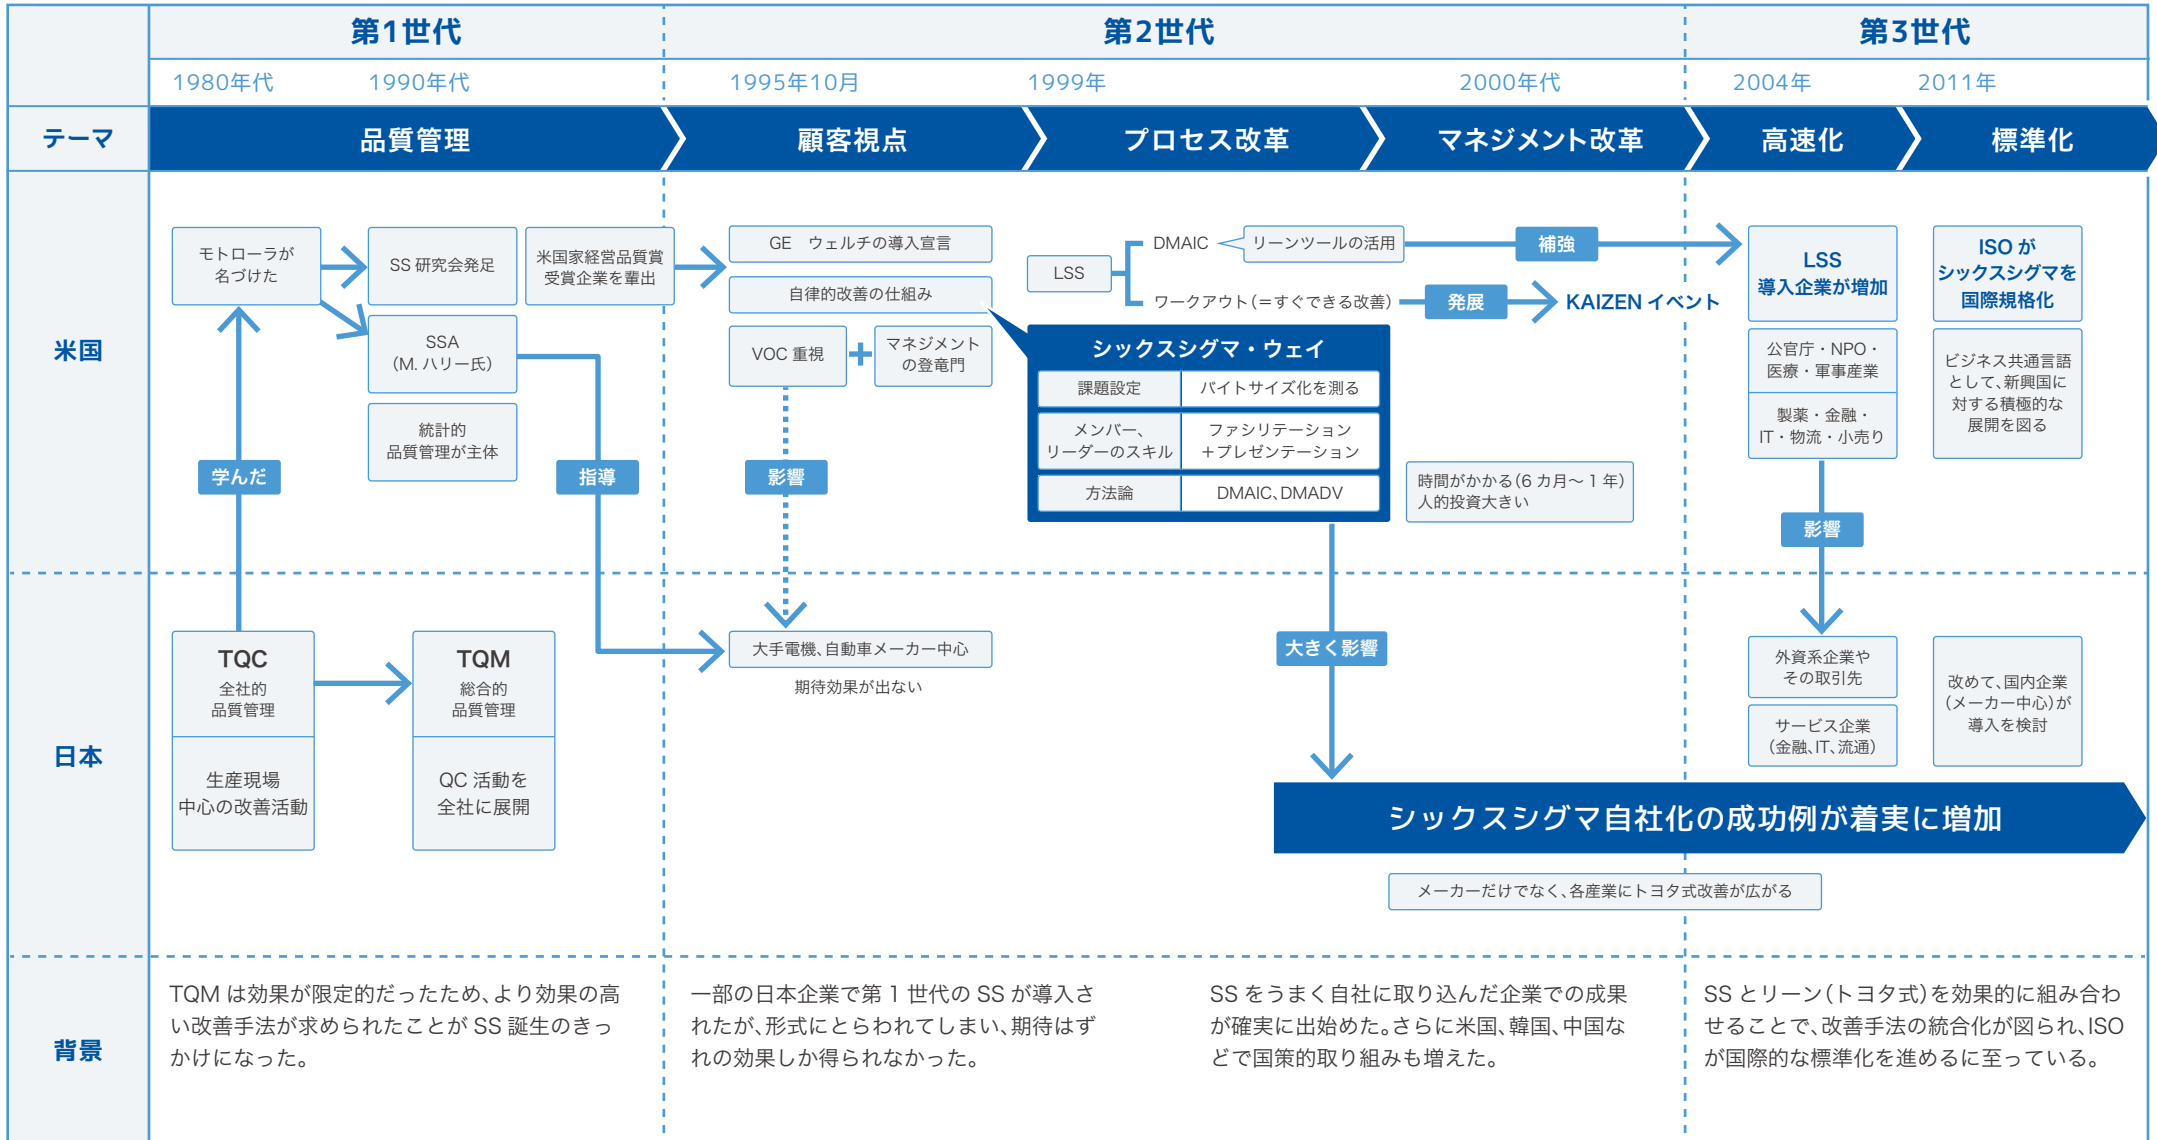 第1世代
第2世代
第3世代
1980年代
1990年代
1995年10月
1999年
2000年代
2004年
2011年
テーマ
品質管理
顧客視点
プロセス改革
マネジメント改革
高速化
標準化
米国
モトローラが
名づけた
SS 研究会発足
米国家経営品質賞
受賞企業を輩出
SSA
（M. ハリー氏）
統計的
品質管理が主体
学んだ
指導
GE　ウェルチの導入宣言
自律的改善の仕組み
VOC 重視
マネジメント
の登竜門
影響
LSS
DMAIC
リーンツールの活用
補強
ワークアウト（＝すぐできる改善）
発展
KAIZEN イベント
シックスシグマ・ウェイ
課題設定
バイトサイズ化を測る
メンバー、
リーダーのスキル
ファシリテーション
＋プレゼンテーション
方法論
DMAIC、DMADV
時間がかかる（6 カ月〜 1 年）
人的投資大きい
LSS
導入企業が増加
公官庁・NPO・
医療・軍事産業
製薬・金融・
IT・物流・小売り
影響
ISO が
シックスシグマを
国際規格化
ビジネス共通言語
として、新興国に
対する積極的な
展開を図る
日本
TQC
全社的
品質管理
生産現場
中心の改善活動
TQM
総合的
品質管理
QC 活動を
全社に展開
大手電機、自動車メーカー中心
期待効果が出ない
大きく影響
外資系企業や
その取引先
サービス企業
（金融、IT、流通）
改めて、国内企業
（メーカー中心）が
導入を検討
シックスシグマ自社化の成功例が着実に増加
メーカーだけでなく、各産業にトヨタ式改善が広がる
背景
TQM は効果が限定的だったため、より効果の高
い改善手法が求められたことが SS 誕生のきっ
かけになった。
一部の日本企業で第 1 世代の SS が導入さ
れたが、形式にとらわれてしまい、期待はず
れの効果しか得られなかった。
SS をうまく自社に取り込んだ企業での成果
が確実に出始めた。さらに米国、韓国、中国な
どで国策的取り組みも増えた。
SS とリーン（トヨタ式）を効果的に組み合わ
せることで、改善手法の統合化が図られ、ISO
が国際的な標準化を進めるに至っている。